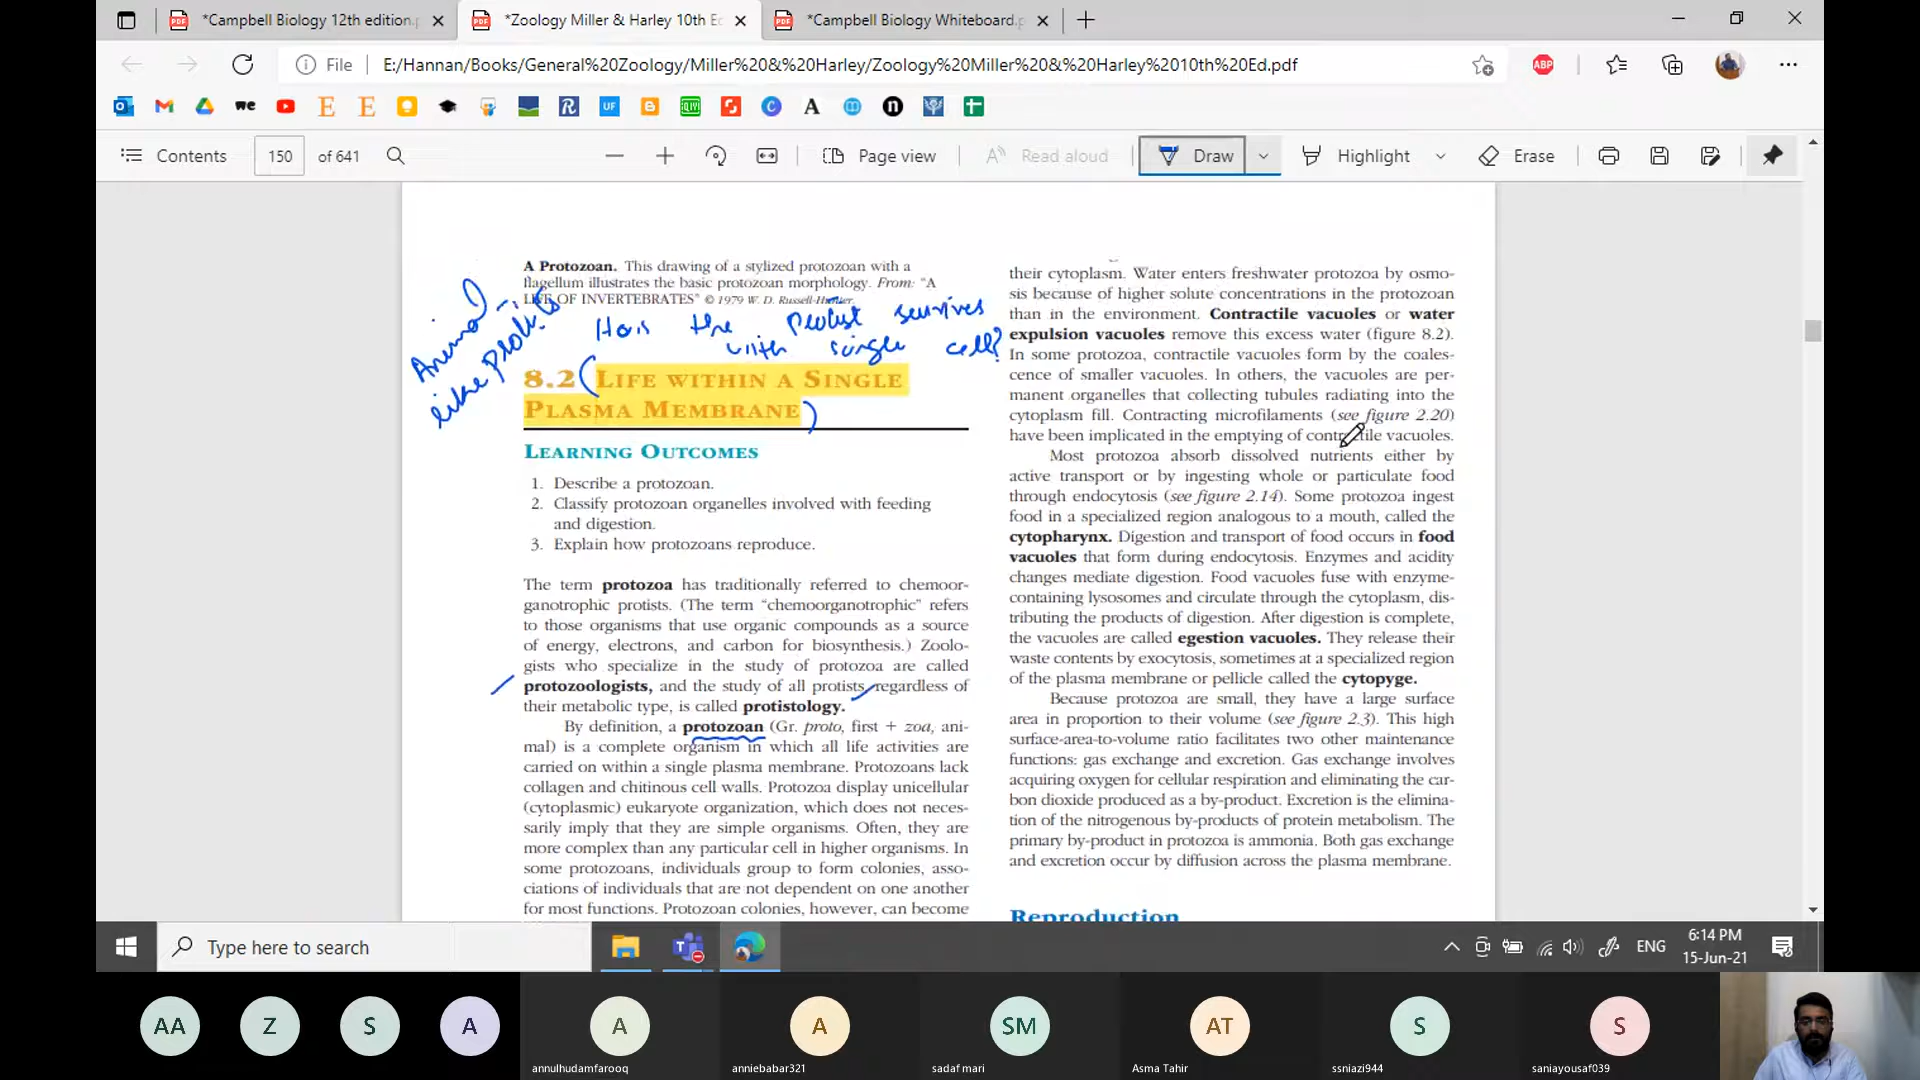 *Campbell Biology 12th edition.p
*Zoology Miller & Harley 10th Ed
*Campbell Biology Whiteboard.p
File
E:/Hannan/Books/General%20Zoology/Miller%20&%20Harley/Zoology%20Miller%20&%20Harley%2010th%20Ed.pdf
ABP
Contents
150 of 641
Page view
Read aloud
Draw
Highlight
Erase
A Protozoan. This drawing of a stylized protozoan with a
flagellum illustrates the basic protozoan morphology. From: "A
LIFE OF INVERTEBRATES" © 1979 W. D. Russell-Hunter.
Animal
like protists
How the protist survives
with single cell?
8.2 (LIFE WITHIN A SINGLE
PLASMA MEMBRANE)
LEARNING OUTCOMES
1. Describe a protozoan.
2. Classify protozoan organelles involved with feeding
and digestion.
3. Explain how protozoans reproduce.
The term protozoa has traditionally referred to chemoor-
ganotrophic protists. (The term "chemoorganotrophic" refers
to those organisms that use organic compounds as a source
of energy, electrons, and carbon for biosynthesis.) Zoolo-
gists who specialize in the study of protozoa are called
protozoologists, and the study of all protists, regardless of
their metabolic type, is called protistology.
By definition, a protozoan (Gr. proto, first + zoa, ani-
mal) is a complete organism in which all life activities are
carried on within a single plasma membrane. Protozoans lack
collagen and chitinous cell walls. Protozoa display unicellular
(cytoplasmic) eukaryote organization, which does not neces-
sarily imply that they are simple organisms. Often, they are
more complex than any particular cell in higher organisms. In
some protozoans, individuals group to form colonies, asso-
ciations of individuals that are not dependent on one another
for most functions. Protozoan colonies, however, can become
their cytoplasm. Water enters freshwater protozoa by osmo-
sis because of higher solute concentrations in the protozoan
than in the environment. Contractile vacuoles or water
expulsion vacuoles remove this excess water (figure 8.2).
In some protozoa, contractile vacuoles form by the coales-
cence of smaller vacuoles. In others, the vacuoles are per-
manent organelles that collecting tubules radiating into the
cytoplasm fill. Contracting microfilaments (see figure 2.20)
have been implicated in the emptying of contractile vacuoles.
Most protozoa absorb dissolved nutrients either by
active transport or by ingesting whole or particulate food
through endocytosis (see figure 2.14). Some protozoa ingest
food in a specialized region analogous to a mouth, called the
cytopharynx. Digestion and transport of food occurs in food
vacuoles that form during endocytosis. Enzymes and acidity
changes mediate digestion. Food vacuoles fuse with enzyme-
containing lysosomes and circulate through the cytoplasm, dis-
tributing the products of digestion. After digestion is complete,
the vacuoles are called egestion vacuoles. They release their
waste contents by exocytosis, sometimes at a specialized region
of the plasma membrane or pellicle called the cytopyge.
Because protozoa are small, they have a large surface
area in proportion to their volume (see figure 2.3). This high
surface-area-to-volume ratio facilitates two other maintenance
functions: gas exchange and excretion. Gas exchange involves
acquiring oxygen for cellular respiration and eliminating the car-
bon dioxide produced as a by-product. Excretion is the elimina-
tion of the nitrogenous by-products of protein metabolism. The
primary by-product in protozoa is ammonia. Both gas exchange
and excretion occur by diffusion across the plasma membrane.
Reproduction
Type here to search
ENG
6:14 PM
15-Jun-21
AA
Z
S
A
A
A
SM
AT
S
S
annulhudamfarooq
anniebabar321
sadaf mari
Asma Tahir
ssniazi944
saniayousaf039